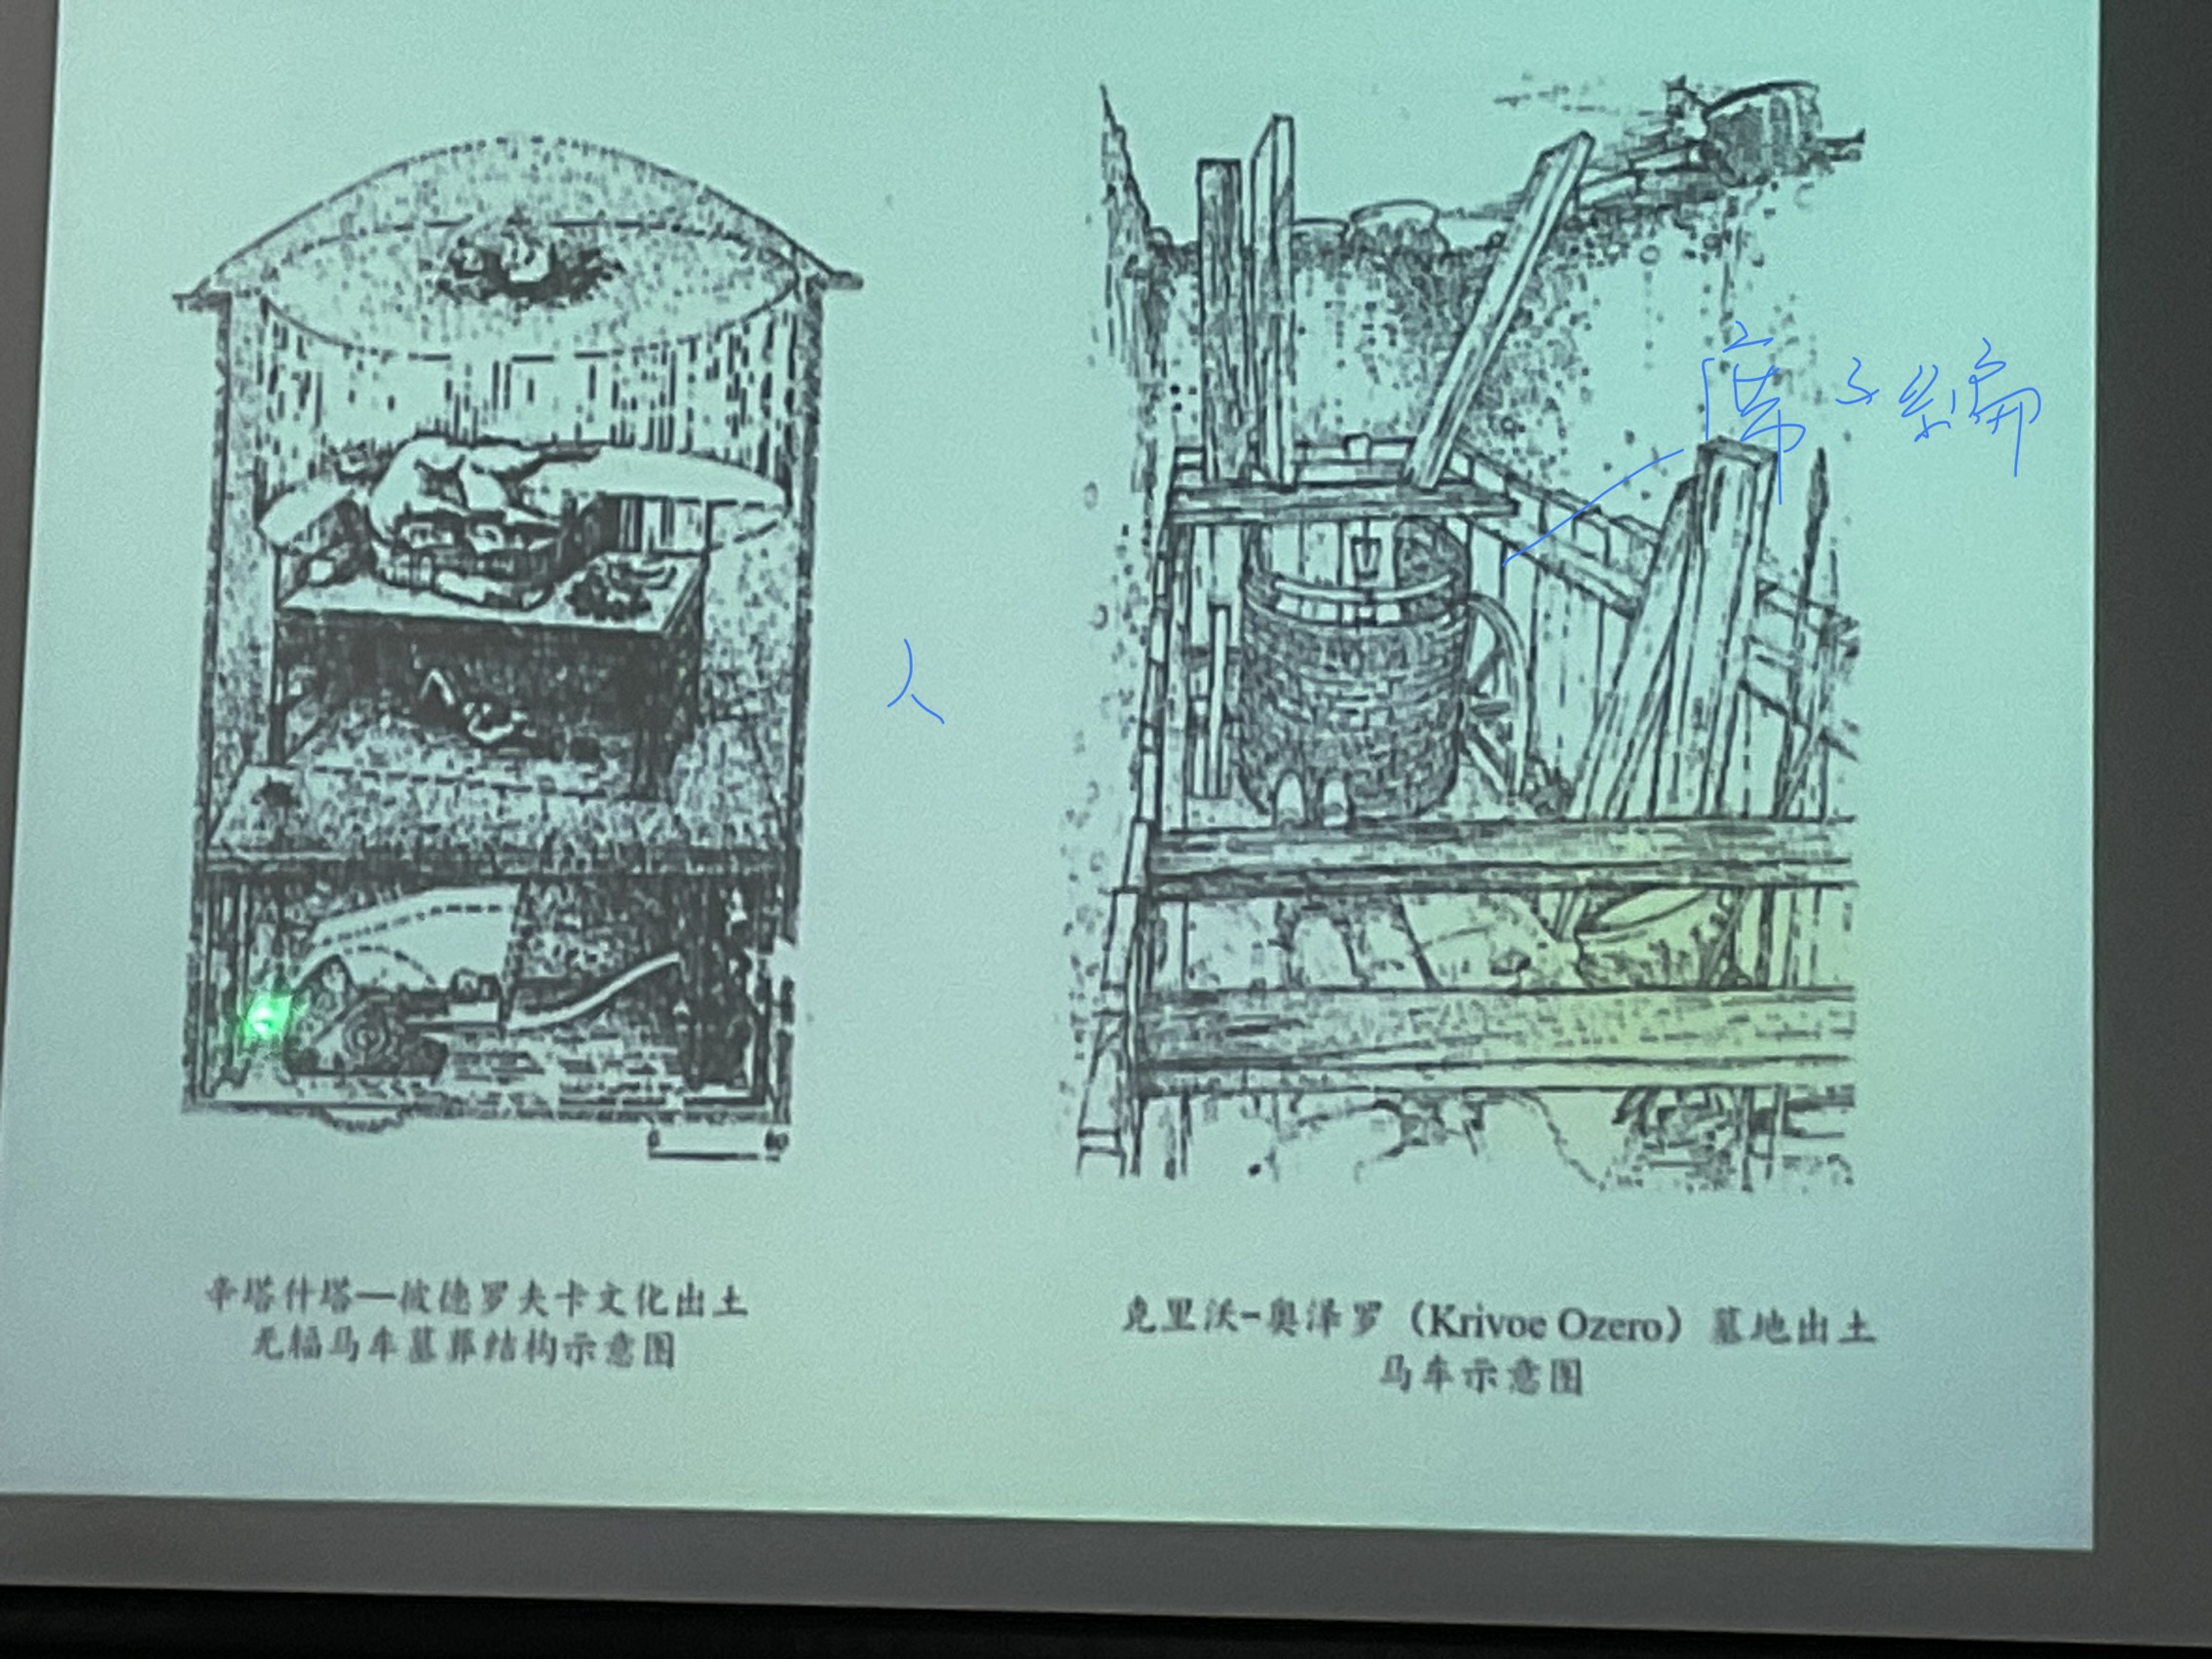 席子编
人
辛塔什塔—彼德罗夫卡文化出土
无辐马车墓葬结构示意图
克里沃-奥泽罗（Krivoe Ozero）墓地出土
马车示意图